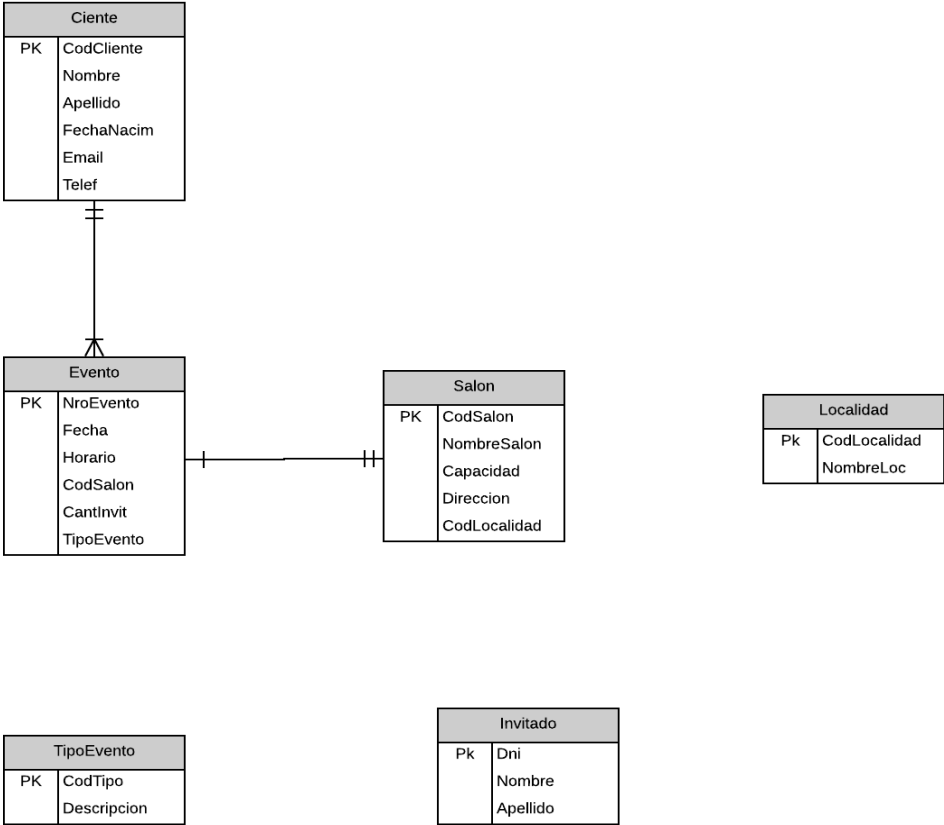 Ciente
PK CodCliente
Nombre
Apellido
FechaNacim
Email
Telef
Evento
PK NroEvento
Fecha
Horario
CodSalon
CantInvit
TipoEvento
Salon
PK CodSalon
NombreSalon
Capacidad
Direccion
CodLocalidad
Localidad
Pk CodLocalidad
NombreLoc
TipoEvento
PK CodTipo
Descripcion
Invitado
Pk Dni
Nombre
Apellido